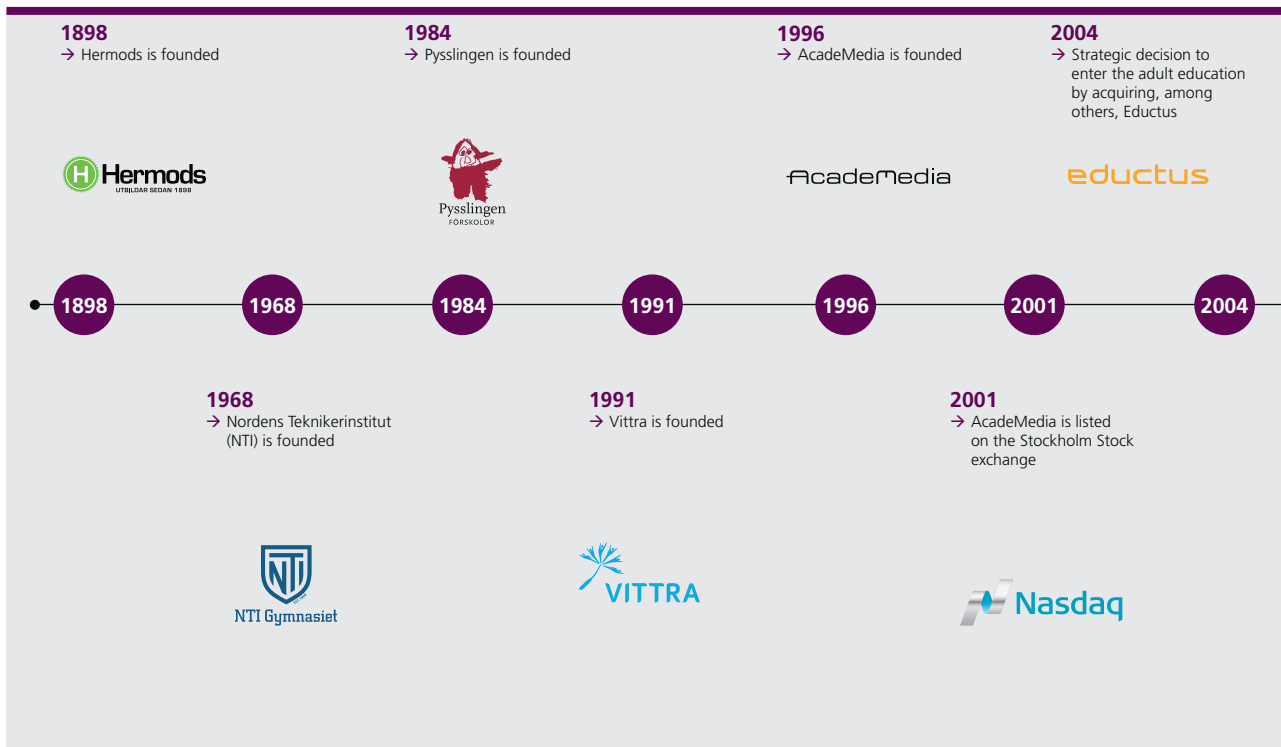 1898
→ Hermods is founded
1984
→ Pysslingen is founded
1996
→ AcadeMedia is founded
2004
→ Strategic decision to
enter the adult education
by acquiring, among
others, Eductus
H Hermods
UTBILDAR SEDAN 1898
Pysslingen
FÖRSKOLOR
AcadeMedia
eductus
1898
1968
1984
1991
1996
2001
2004
1968
→ Nordens Teknikerinstitut
(NTI) is founded
1991
→ Vittra is founded
2001
→ AcadeMedia is listed
on the Stockholm Stock
exchange
NTI
NTI Gymnasiet
VITTRA
Nasdaq